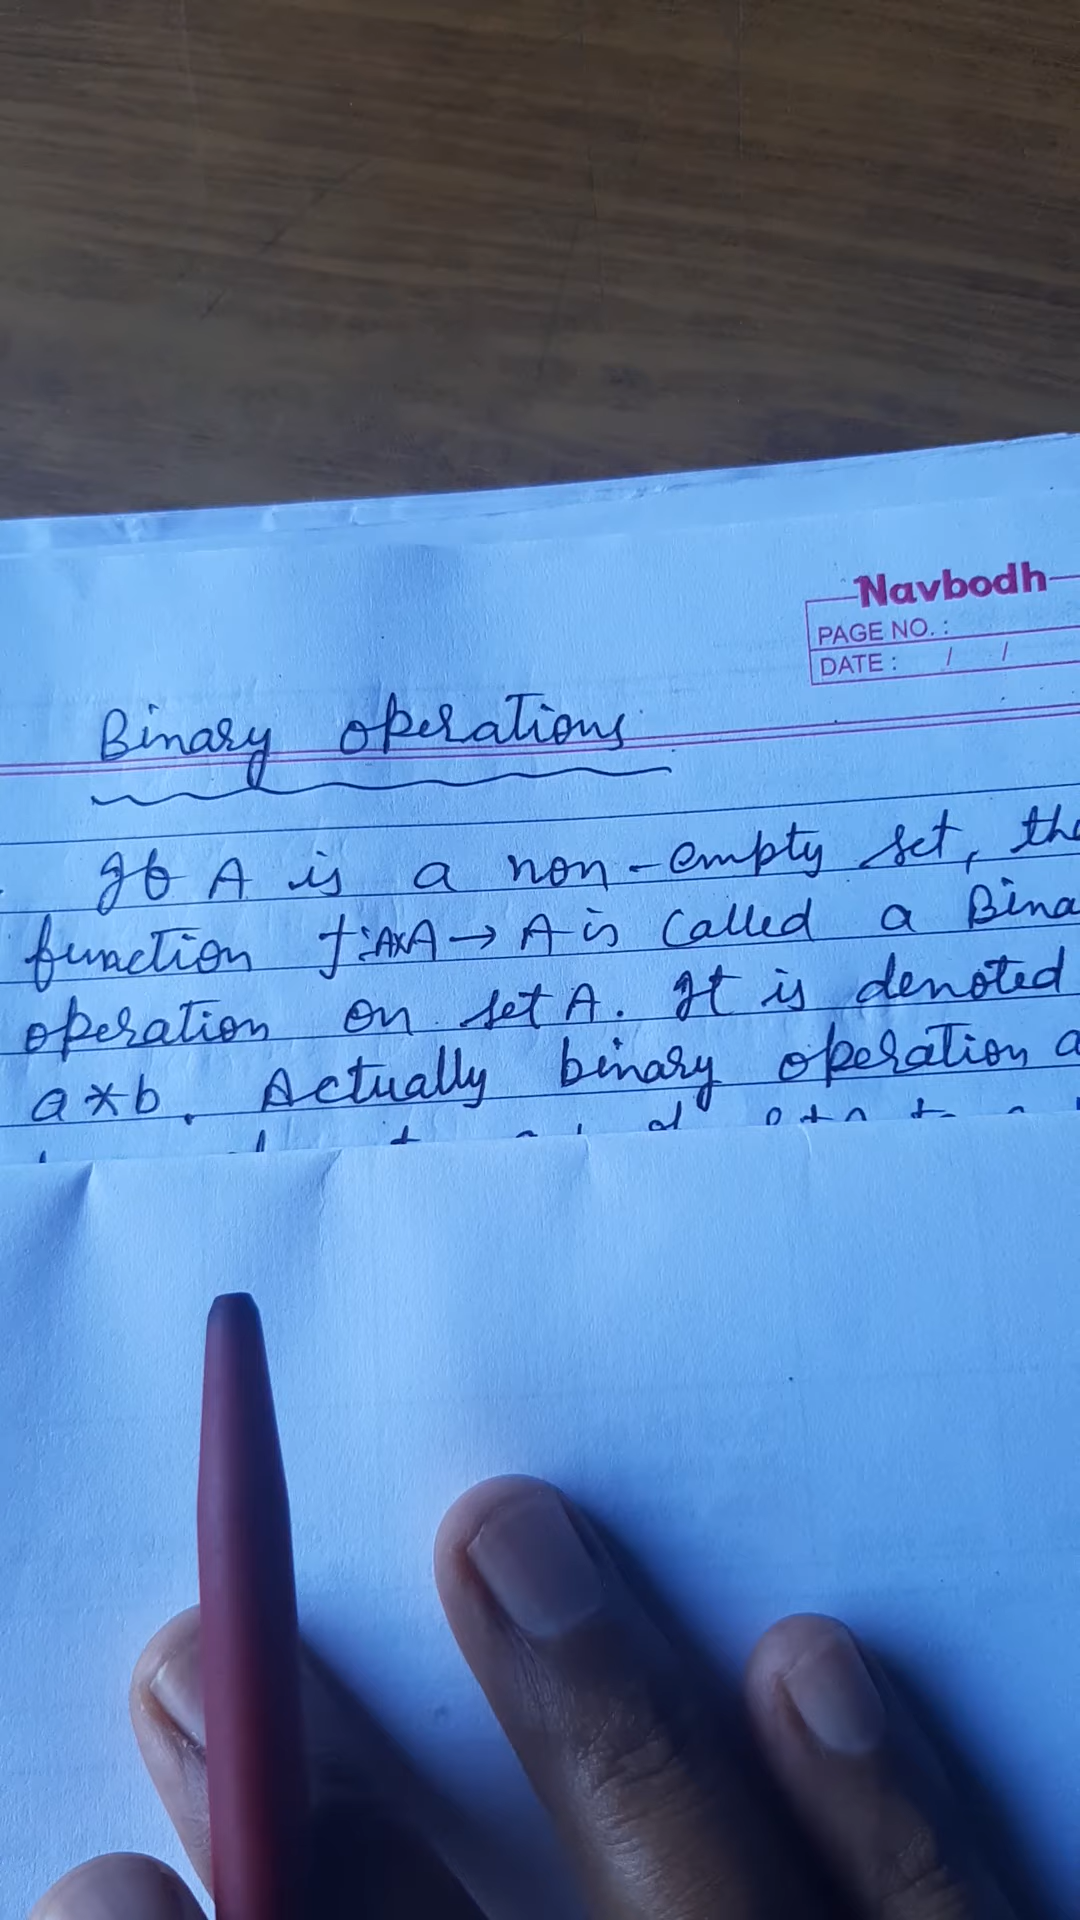 Navbodh
PAGE NO. :
DATE : / /
Binary operations
If A is a non-empty set, the
function f:AxA → A is called a Bina
operation on set A. It is denoted
a*b. Actually binary operation a